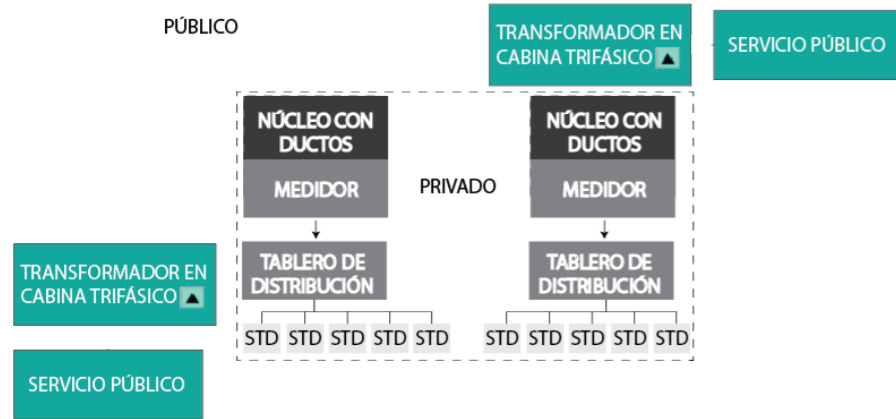 PÚBLICO
TRANSFORMADOR EN
CABINA TRIFÁSICO
SERVICIO PÚBLICO
NÚCLEO CON
DUCTOS
MEDIDOR
PRIVADO
NÚCLEO CON
DUCTOS
MEDIDOR
TABLERO DE
DISTRIBUCIÓN
TABLERO DE
DISTRIBUCIÓN
TRANSFORMADOR EN
CABINA TRIFÁSICO
STD STD STD STD STD
STD STD STD STD STD
SERVICIO PÚBLICO